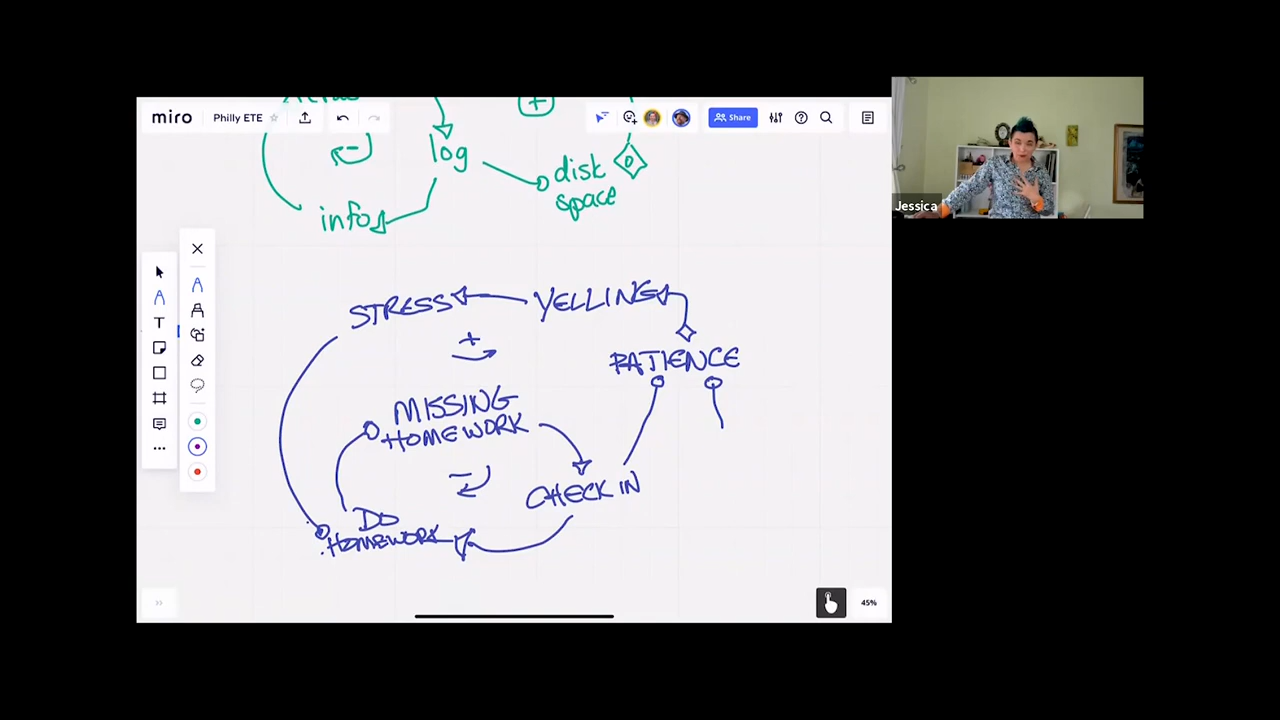 miro
Philly ETE
Share
Jessica
+
log
-
disk
space
D
info
STRESS
YELLING
+
PATIENCE
MISSING
HOMEWORK
-
CHECK IN
DO
HOMEWORK
T
45%